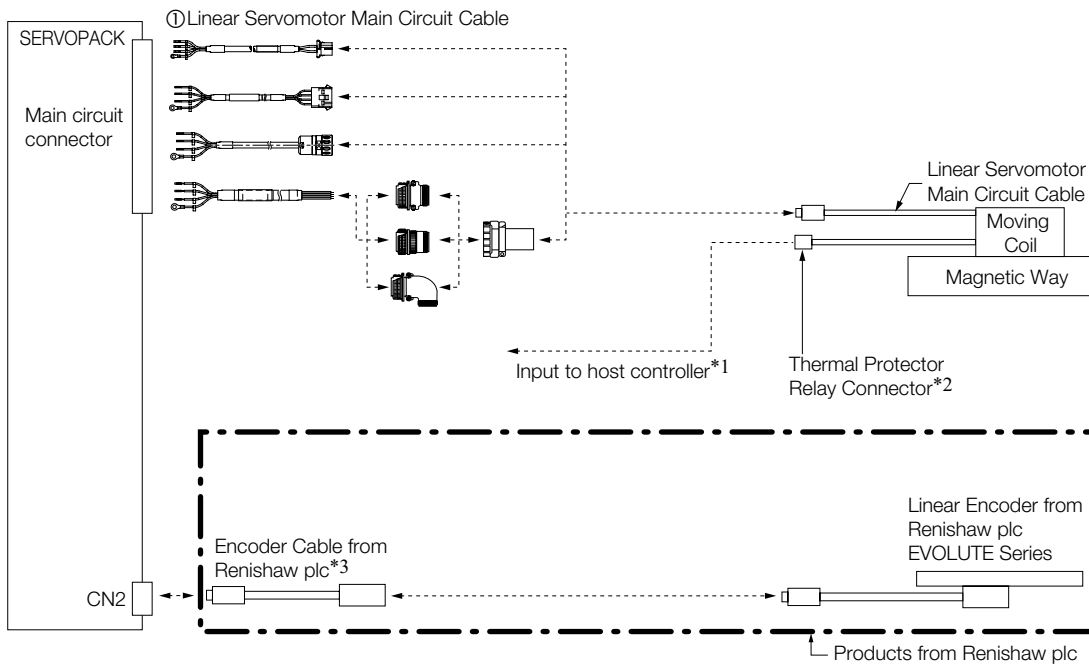 ①Linear Servomotor Main Circuit Cable
SERVOPACK
Main circuit
connector
Linear Servomotor
Main Circuit Cable
Moving
Coil
Magnetic Way
Input to host controller*1
Thermal Protector
Relay Connector*2
Linear Encoder from
Renishaw plc
EVOLUTE Series
Encoder Cable from
Renishaw plc*3
CN2
Products from Renishaw plc